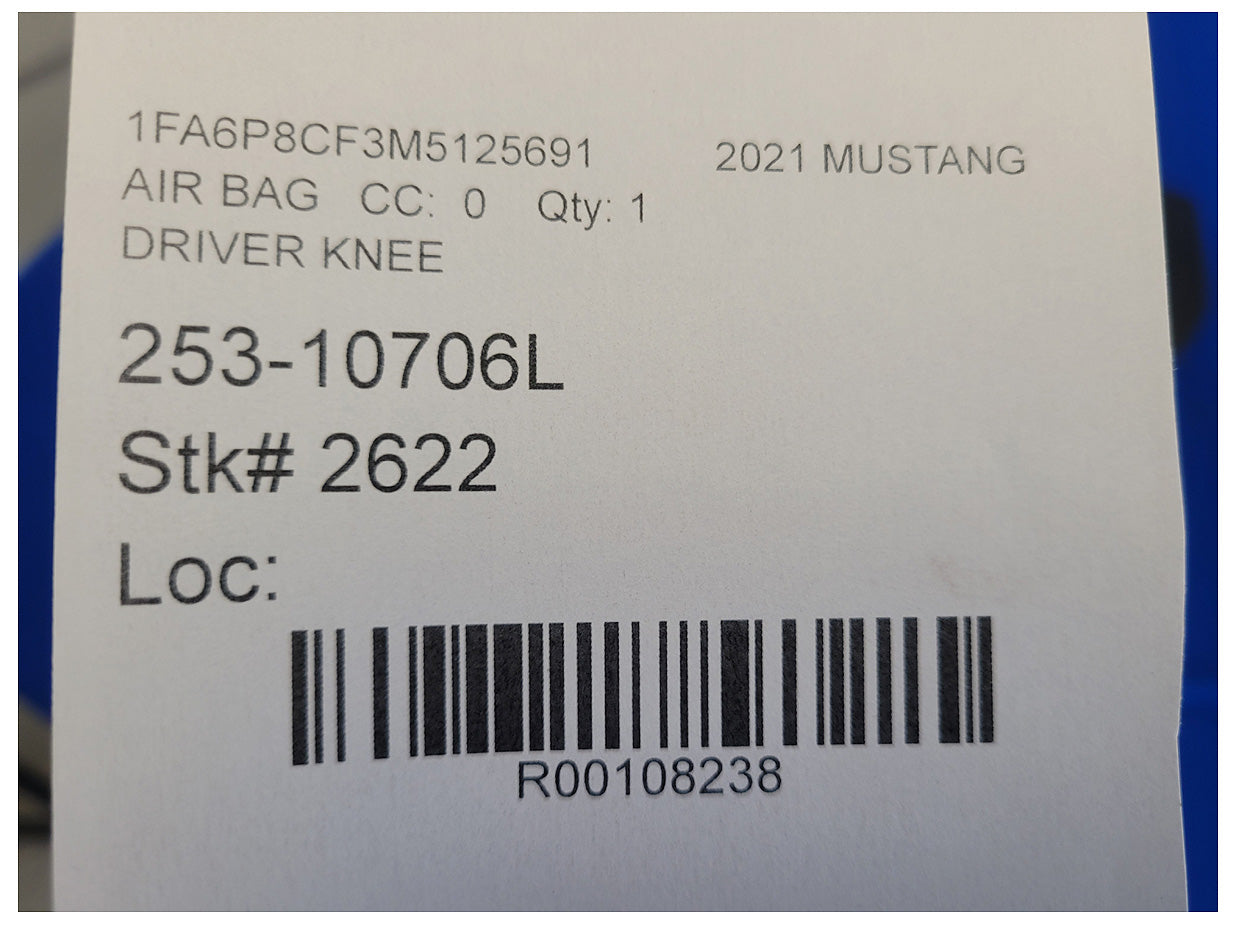 1FA6P8CF3M5125691 2021 MUSTANG
AIR BAG CC: 0 Qty: 1
DRIVER KNEE
253-10706L
Stk# 2622
Loc:
R00108238